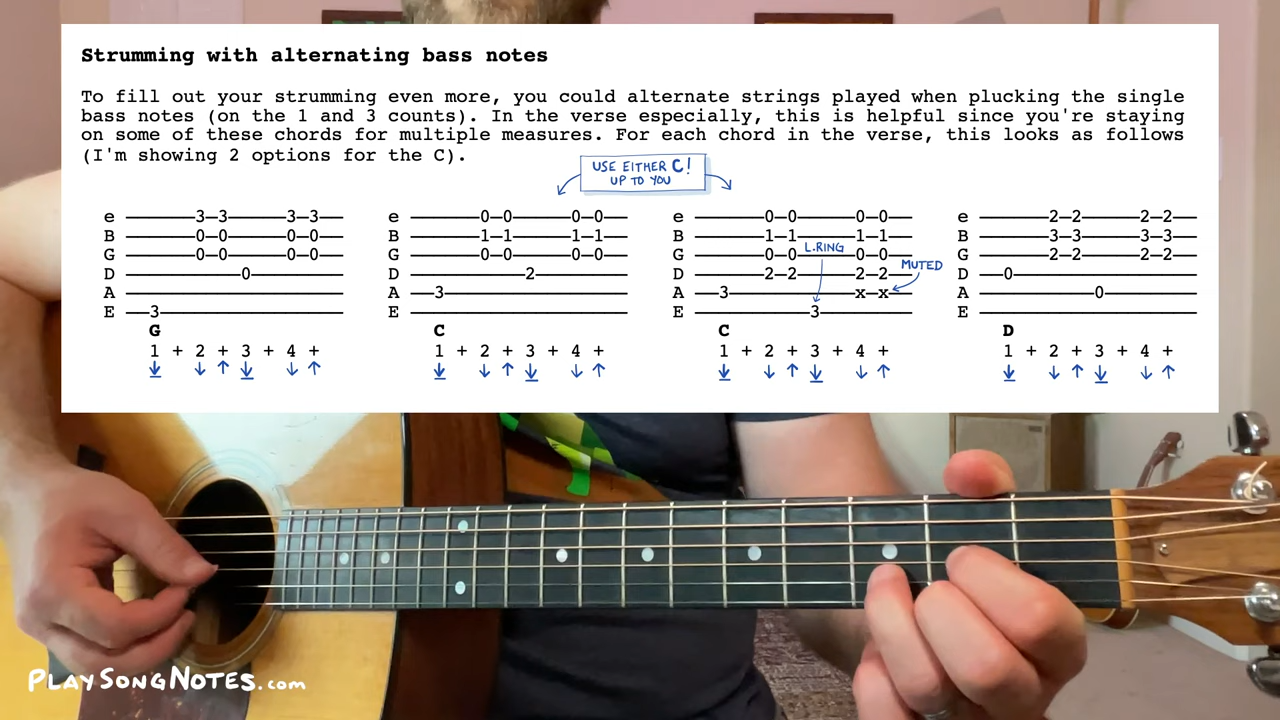 Strumming with alternating bass notes
To fill out your strumming even more, you could alternate strings played when plucking the single
bass notes (on the 1 and 3 counts). In the verse especially, this is helpful since you're staying
on some of these chords for multiple measures. For each chord in the verse, this looks as follows
(I'm showing 2 options for the C).
USE EITHER C!
UP TO YOU
e ——————3—3—————3—3——
B ——————0—0—————0—0——
G ——————0—0—————0—0——
D ——————————0————————
A ———————————————————
E ——3————————————————
G
1 + 2 + 3 + 4 +
↓ ↓ ↑ ↓ ↓ ↑
e ——————0—0—————0—0——
B ——————1—1—————1—1——
G ——————0—0—————0—0——
D ——————————2————————
A ——3————————————————
E ———————————————————
C
1 + 2 + 3 + 4 +
↓ ↓ ↑ ↓ ↓ ↑
e ——————0—0—————0—0——
B ——————1—1—————1—1——
L.RING
G ——————0—0—————0—0——
D ——————2—2—————2—2——
MUTED
A ——3———————————x—x——
E ——————————3————————
C
1 + 2 + 3 + 4 +
↓ ↓ ↑ ↓ ↓ ↑
e ——————2—2—————2—2——
B ——————3—3—————3—3——
G ——————2—2—————2—2——
D ——0————————————————
A ——————————0————————
E ———————————————————
D
1 + 2 + 3 + 4 +
↓ ↓ ↑ ↓ ↓ ↑
PLAYSONGNOTES.COM